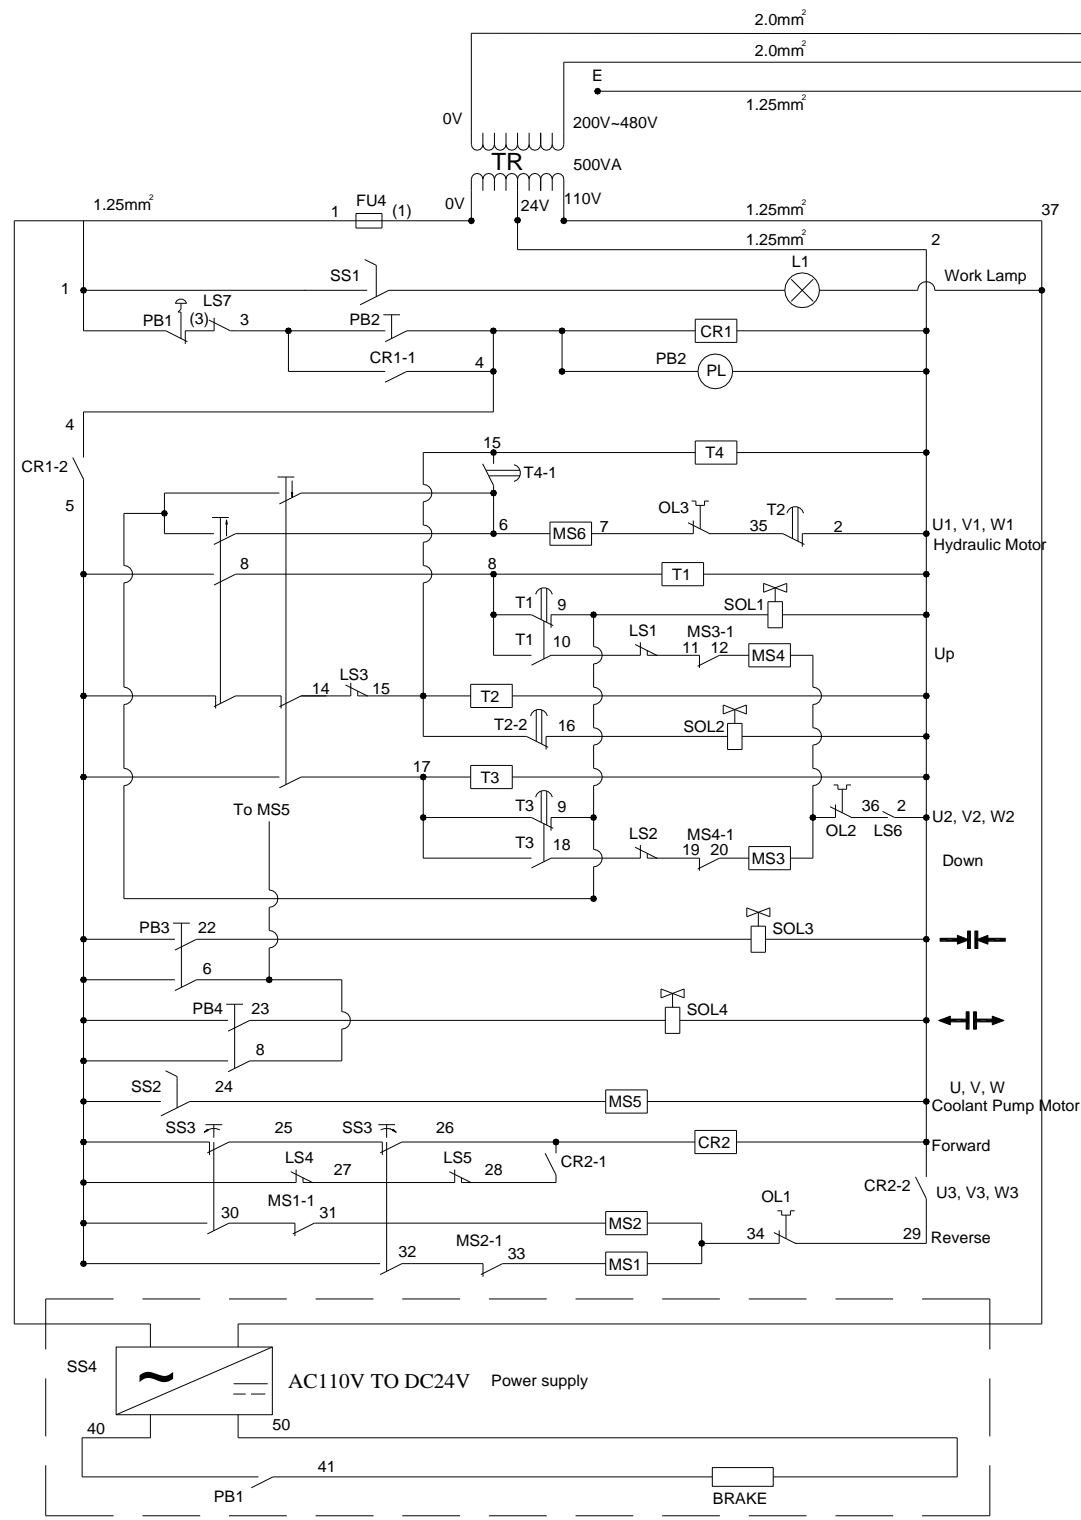 2.0mm²
2.0mm²
E
1.25mm²
0V 200V~480V
TR 500VA
0V 24V 110V
1.25mm² 1 FU4 (1) 1.25mm² 37
1.25mm² 2
1 SS1 L1 Work Lamp
PB1 (3) LS7 3 PB2 CR1
CR1-1 4 PB2 PL
4
CR1-2 15 T4
5 T4-1
6 MS6 7 OL3 35 T2 2 U1, V1, W1
Hydraulic Motor
8 8 T1
T1 9 SOL1
T1 10 LS1 11 MS3-1 12 MS4 Up
14 LS3 15 T2
T2-2 16 SOL2
17 T3
To MS5 T3 9 OL2 36 LS6 2 U2, V2, W2
T3 18 LS2 19 MS4-1 20 MS3 Down
PB3 22 SOL3
6
PB4 23 SOL4
8
SS2 24 MS5 U, V, W
Coolant Pump Motor
SS3 25 SS3 26 CR2 Forward
LS4 27 LS5 28 CR2-1 CR2-2 U3, V3, W3
30 MS1-1 31 MS2 34 OL1 29 Reverse
32 MS2-1 33 MS1
SS4 ~ AC110V TO DC24V Power supply
40 50
PB1 41 BRAKE